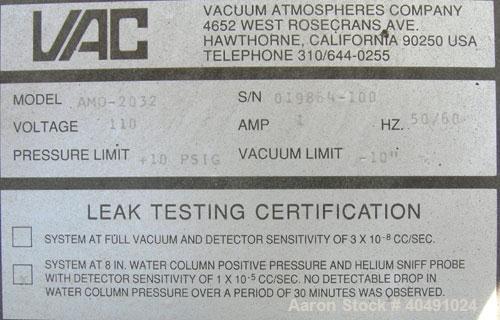 VAC
VACUUM ATMOSPHERES COMPANY
4652 WEST ROSECRANS AVE.
HAWTHORNE, CALIFORNIA 90250 USA
TELEPHONE 310/644-0255
MODEL AMO-2032 S/N 019864-100
VOLTAGE 110 AMP 1 HZ. 50/60
PRESSURE LIMIT +10 PSIG VACUUM LIMIT -10"
LEAK TESTING CERTIFICATION
SYSTEM AT FULL VACUUM AND DETECTOR SENSITIVITY OF 3 X 10⁻⁸ CC/SEC.
SYSTEM AT 8 IN. WATER COLUMN POSITIVE PRESSURE AND HELIUM SNIFF PROBE
WITH DETECTOR SENSITIVITY OF 1 X 10⁻⁵ CC/SEC. NO DETECTABLE DROP IN
WATER COLUMN PRESSURE OVER A PERIOD OF 30 MINUTES WAS OBSERVED.
Aaron Stock # 40491024